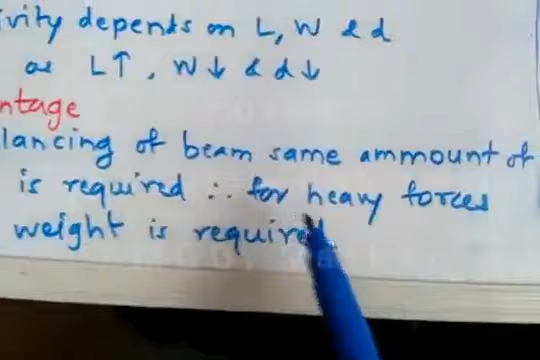 ivity depends on L, W & d
as L↑, W↓ & d↓
ntage
lancing of beam same ammount of
is required ∴ for heavy forces
weight is required